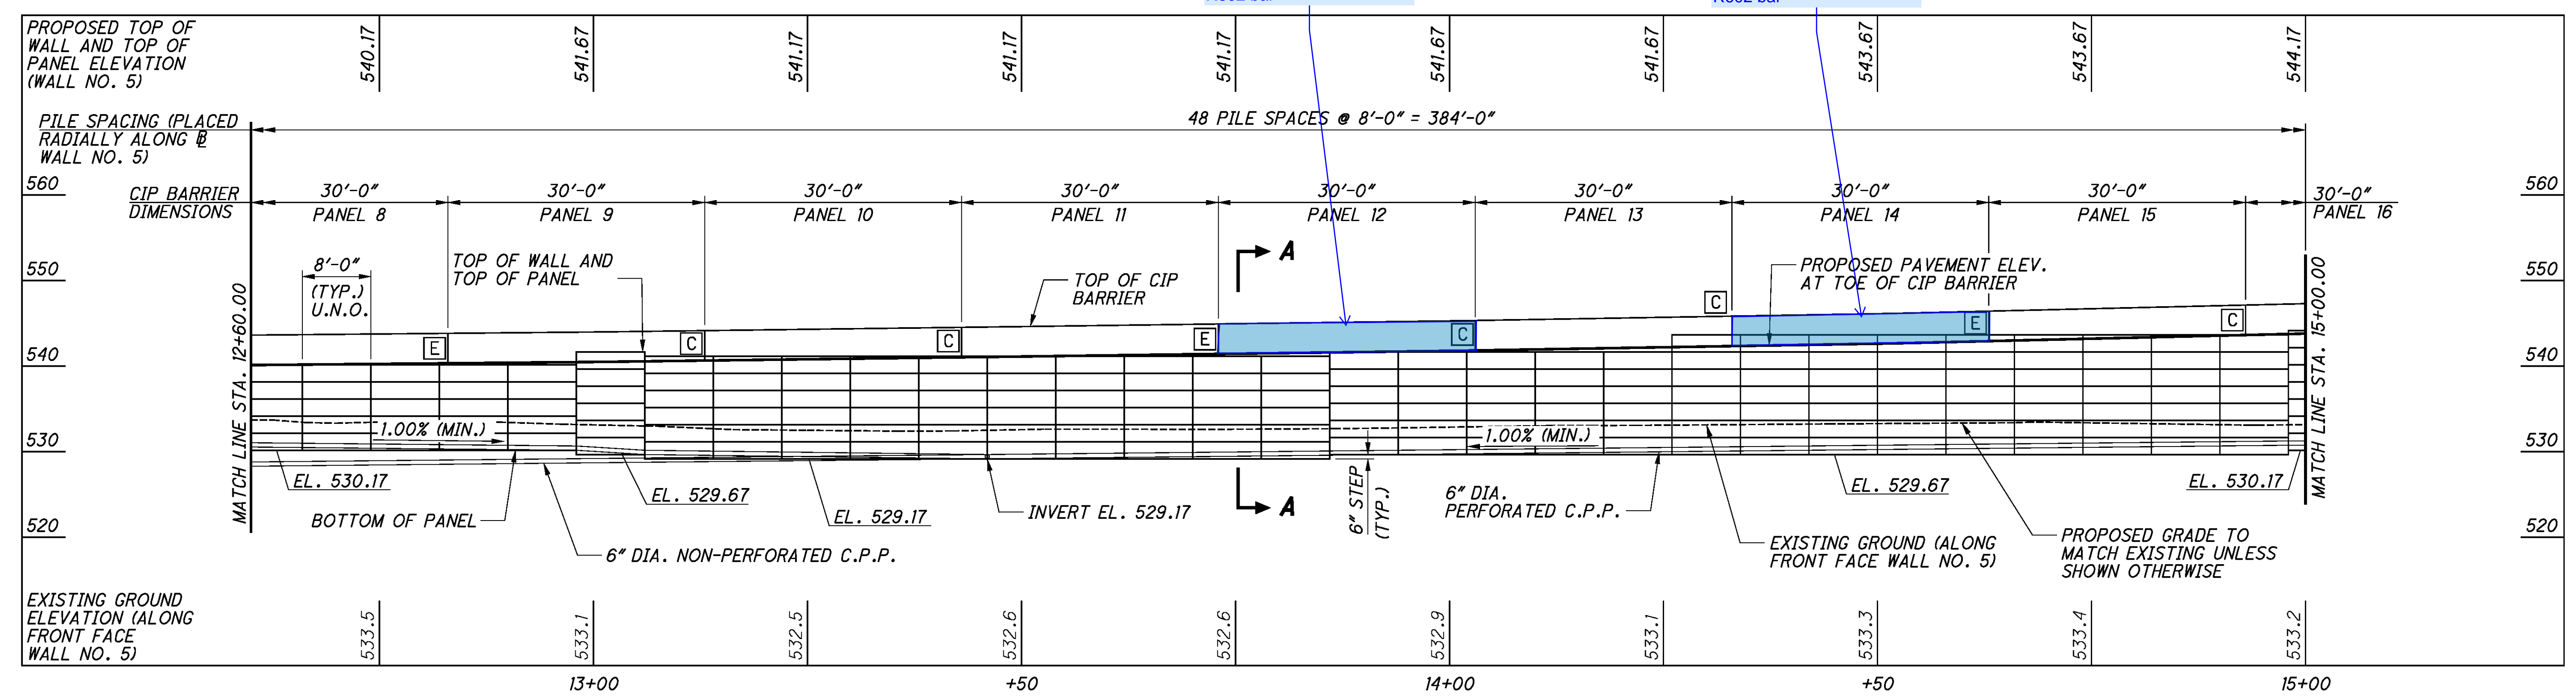 PROPOSED TOP OF
WALL AND TOP OF
PANEL ELEVATION
(WALL NO. 5)
540.17
541.67
541.17
541.17
541.17
541.67
541.67
543.67
543.67
544.17
PILE SPACING (PLACED
RADIALLY ALONG ⅊
WALL NO. 5)
48 PILE SPACES @ 8'-0" = 384'-0"
560
CIP BARRIER
DIMENSIONS
30'-0"
PANEL 8
30'-0"
PANEL 9
30'-0"
PANEL 10
30'-0"
PANEL 11
30'-0"
PANEL 12
30'-0"
PANEL 13
30'-0"
PANEL 14
30'-0"
PANEL 15
30'-0"
PANEL 16
560
550
8'-0"
(TYP.)
U.N.O.
TOP OF WALL AND
TOP OF PANEL
TOP OF CIP
BARRIER
A
PROPOSED PAVEMENT ELEV.
AT TOE OF CIP BARRIER
550
MATCH LINE STA. 12+60.00
MATCH LINE STA. 15+00.00
E
C
C
E
C
C
E
C
540
540
530
1.00% (MIN.)
1.00% (MIN.)
530
EL. 530.17
BOTTOM OF PANEL
EL. 529.67
EL. 529.17
INVERT EL. 529.17
A
6" STEP
(TYP.)
6" DIA.
PERFORATED C.P.P.
EL. 529.67
EL. 530.17
520
520
6" DIA. NON-PERFORATED C.P.P.
EXISTING GROUND (ALONG
FRONT FACE WALL NO. 5)
PROPOSED GRADE TO
MATCH EXISTING UNLESS
SHOWN OTHERWISE
EXISTING GROUND
ELEVATION (ALONG
FRONT FACE
WALL NO. 5)
533.5
533.1
532.5
532.6
532.6
532.9
533.1
533.3
533.4
533.2
13+00
+50
14+00
+50
15+00